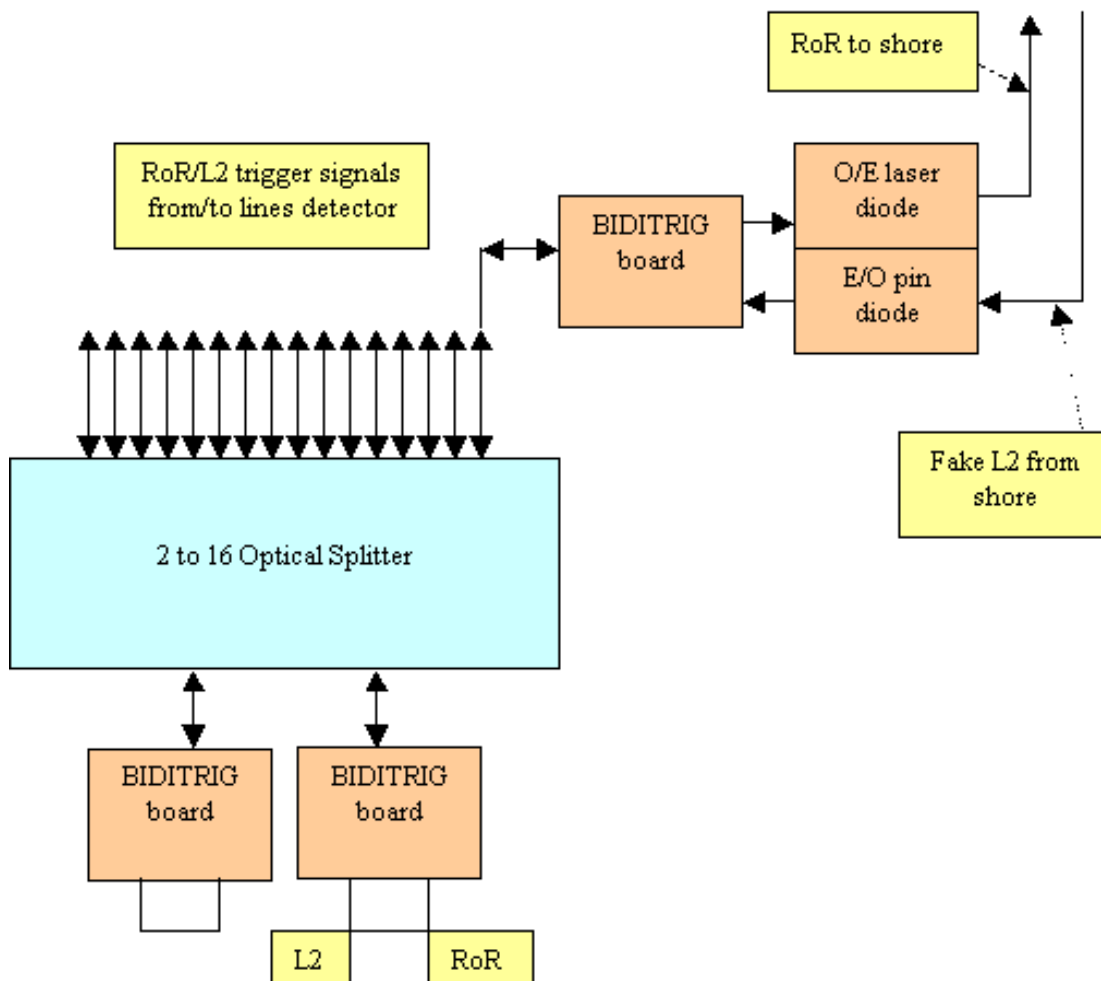 RoR to shore
RoR/L2 trigger signals
from/to lines detector
O/E laser
diode
BIDITRIG
board
E/O pin
diode
Fake L2 from
shore
2 to 16 Optical Splitter
BIDITRIG
board
BIDITRIG
board
L2
RoR